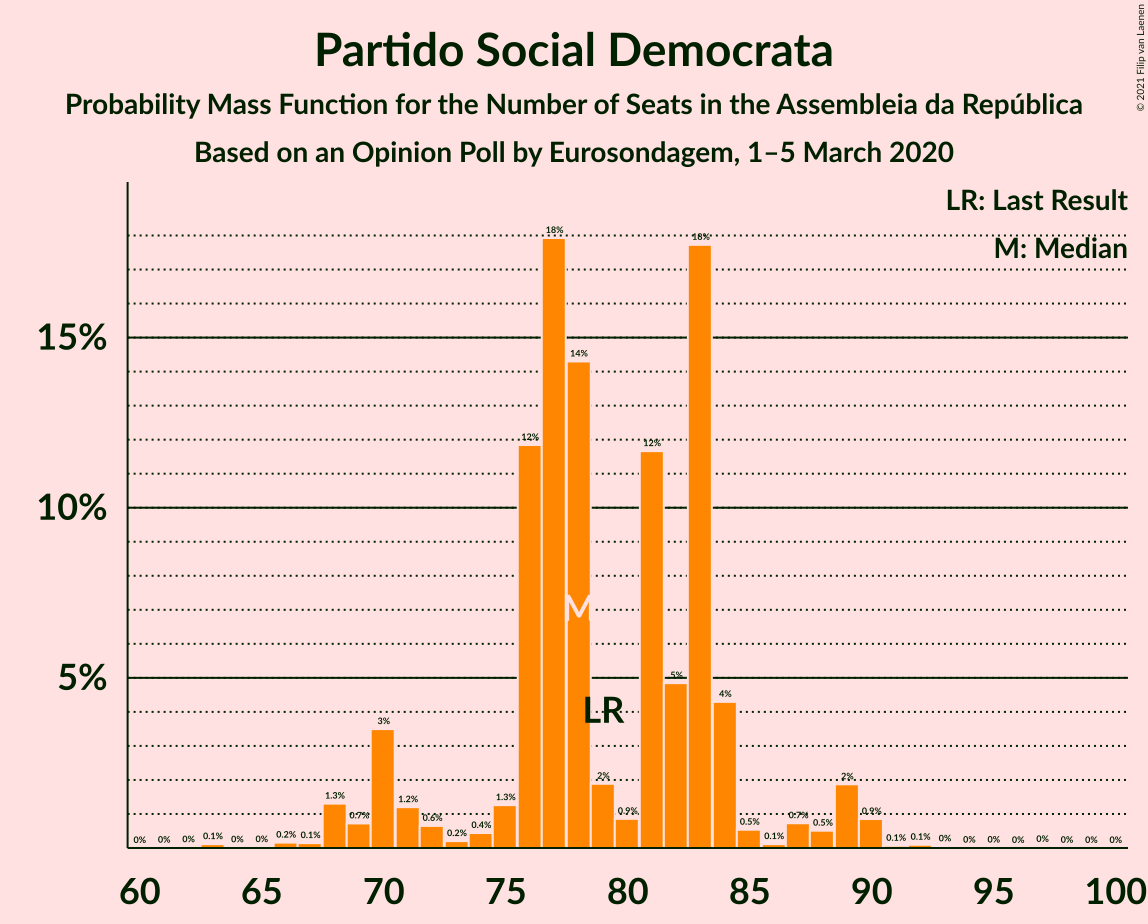 Partido Social Democrata
Probability Mass Function for the Number of Seats in the Assembleia da República
Based on an Opinion Poll by Eurosondagem, 1–5 March 2020
© 2021 Filip van Laenen
LR: Last Result
M: Median
15%
10%
5%
0% 0% 0% 0.1% 0% 0% 0.2% 0.1% 1.3% 0.7% 3% 1.2% 0.6% 0.2% 0.4% 1.3% 12% 18% 14% 2% 0.9% 12% 5% 18% 4% 0.5% 0.1% 0.7% 0.5% 2% 0.9% 0.1% 0.1% 0% 0% 0% 0% 0% 0% 0% 0%
M
LR
60 65 70 75 80 85 90 95 100